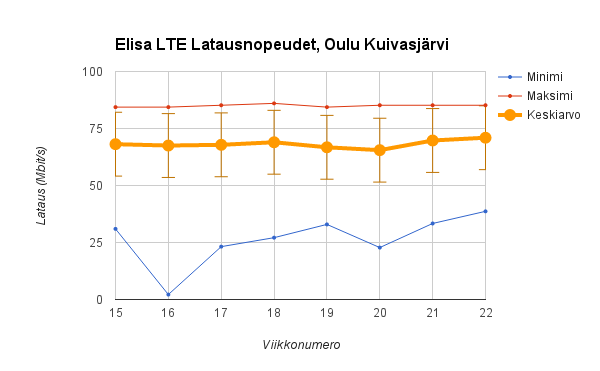 Elisa LTE Latausnopeudet, Oulu Kuivasjärvi
100
75
50
25
0
Lataus (Mbit/s)
15 16 17 18 19 20 21 22
Viikkonumero
Minimi
Maksimi
Keskiarvo